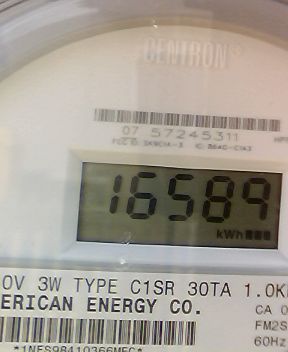 CENTRON®
07 57245311
16589
kWh
0V 3W TYPE C1SR 30TA 1.0K
ERICAN ENERGY CO.
CA 0
FM2S
60Hz